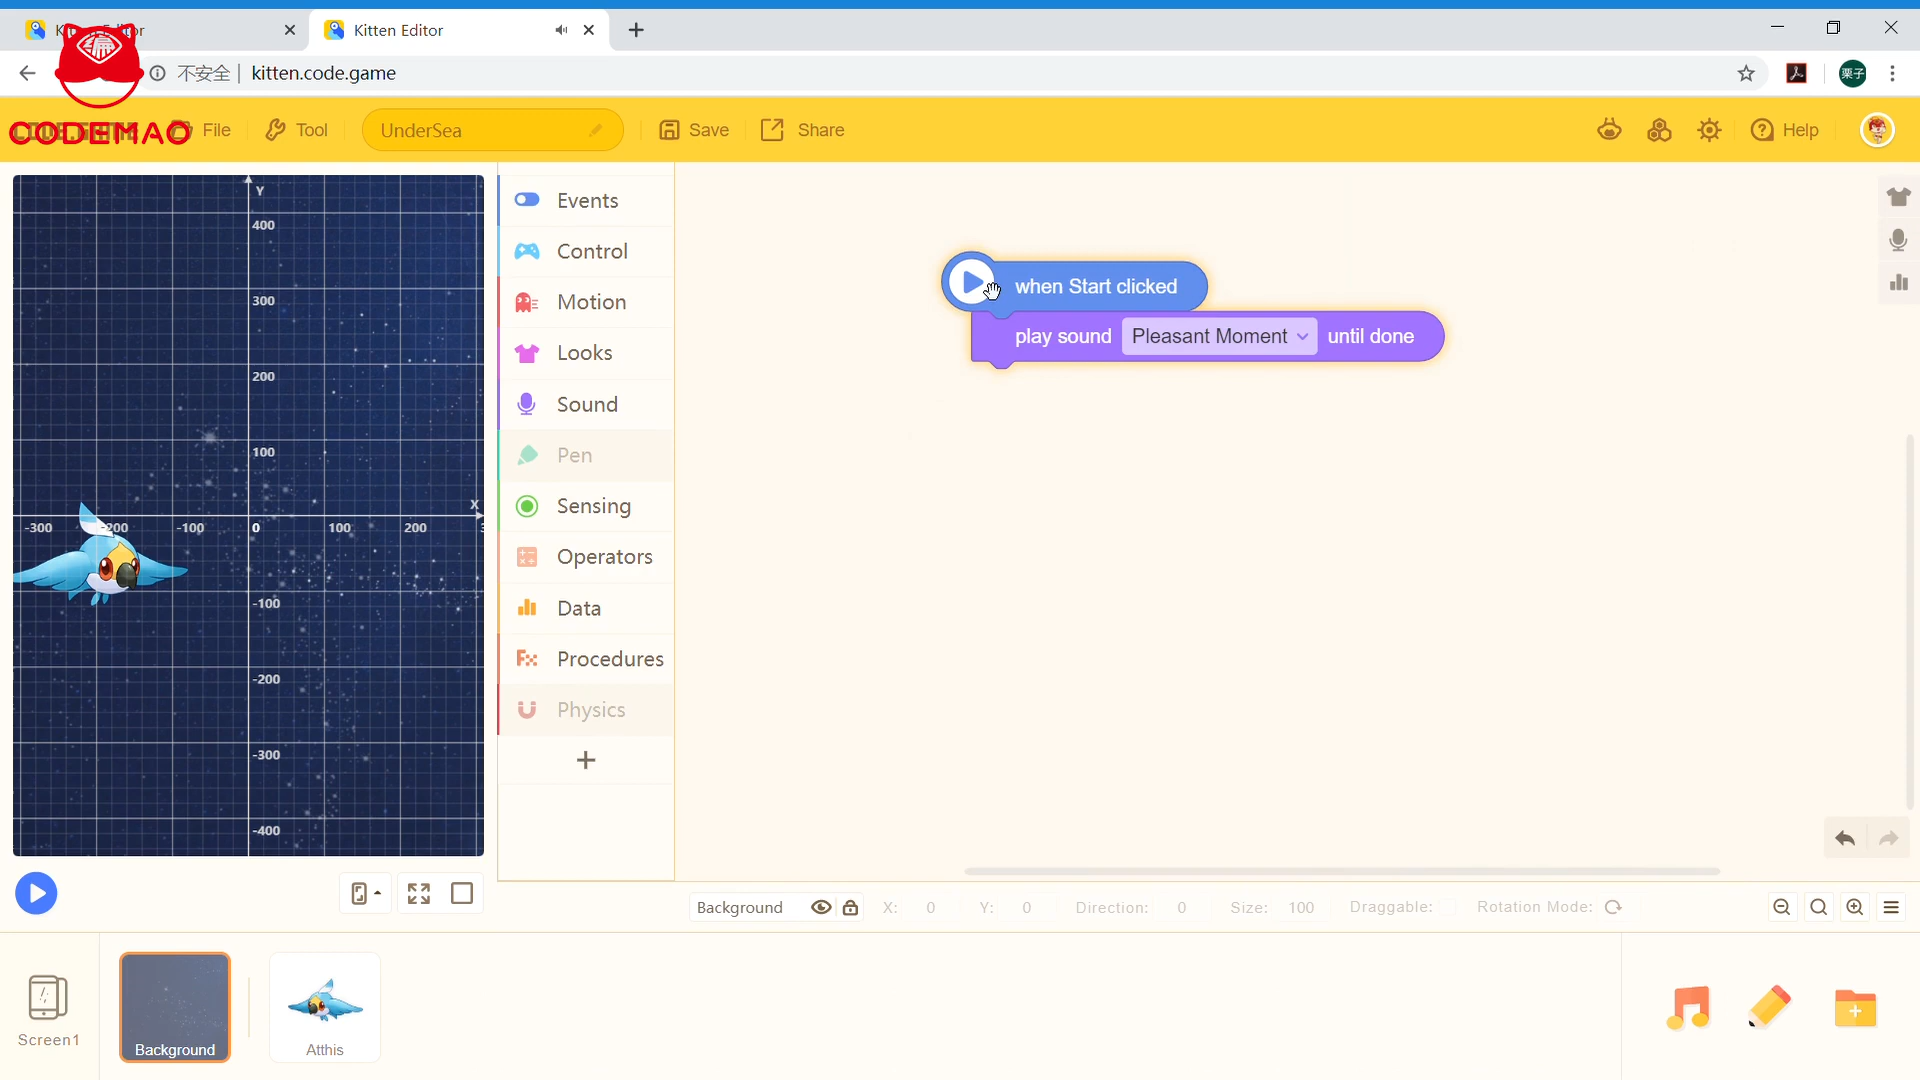 Kitten Editor
不安全 kitten.code.game
CODEMAO
File
Tool
UnderSea
Save
Share
Help
栗子
编
Y
400
300
200
100
X
-300
-200
-100
0
100
200
-100
-200
-300
-400
Events
Control
Motion
Looks
Sound
Pen
Sensing
Operators
Data
Procedures
Physics
when Start clicked
play sound Pleasant Moment until done
Background
X: 0
Y: 0
Direction: 0
Size: 100
Draggable:
Rotation Mode:
Screen1
Background
Atthis